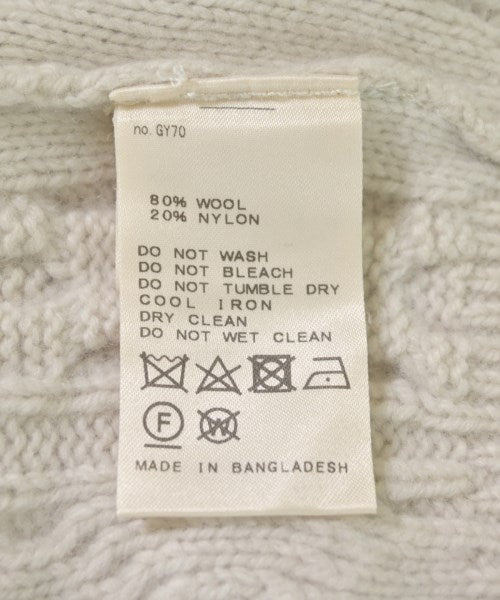 no. GY70
80% WOOL
20% NYLON
DO NOT WASH
DO NOT BLEACH
DO NOT TUMBLE DRY
COOL IRON
DRY CLEAN
DO NOT WET CLEAN
F W
MADE IN BANGLADESH